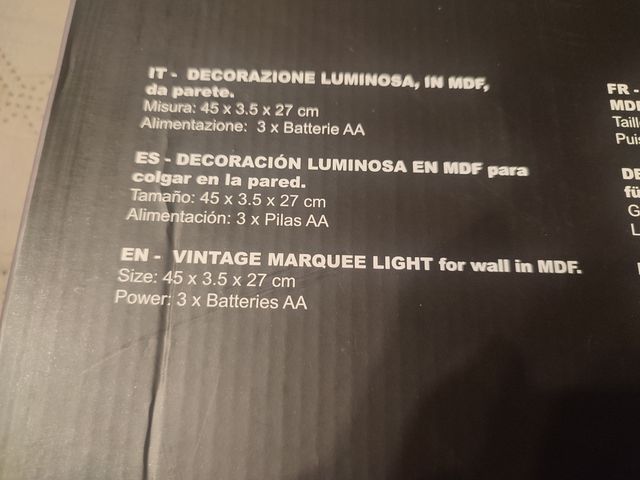 IT - DECORAZIONE LUMINOSA, IN MDF,
da parete.
Misura: 45 x 3.5 x 27 cm
Alimentazione: 3 x Batterie AA
ES - DECORACIÓN LUMINOSA EN MDF para
colgar en la pared.
Tamaño: 45 x 3.5 x 27 cm
Alimentación: 3 x Pilas AA
EN - VINTAGE MARQUEE LIGHT for wall in MDF.
Size: 45 x 3.5 x 27 cm
Power: 3 x Batteries AA
FR -